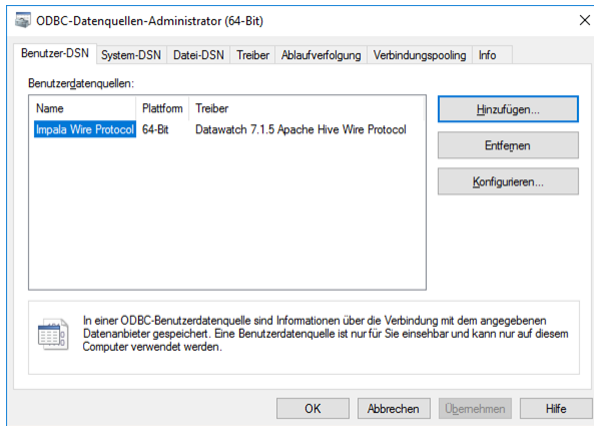 ODBC-Datenquellen-Administrator (64-Bit)
Benutzer-DSN System-DSN Datei-DSN Treiber Ablaufverfolgung Verbindungspooling Info
Benutzerdatenquellen:
Name Plattform Treiber
Impala Wire Protocol 64-Bit Datawatch 7.1.5 Apache Hive Wire Protocol
Hinzufügen...
Entfernen
Konfigurieren...
In einer ODBC-Benutzerdatenquelle sind Informationen über die Verbindung mit dem angegebenen
Datenanbieter gespeichert. Eine Benutzerdatenquelle ist nur für Sie einsehbar und kann nur auf diesem
Computer verwendet werden.
OK Abbrechen Übernehmen Hilfe